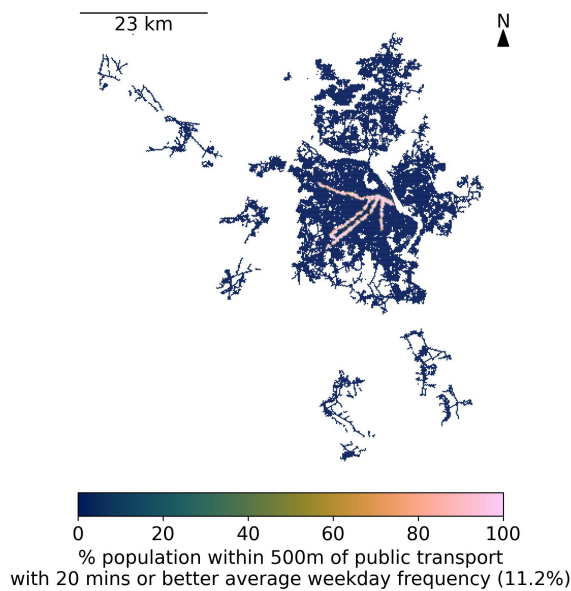 23 km
N
0 20 40 60 80 100
% population within 500m of public transport
with 20 mins or better average weekday frequency (11.2%)